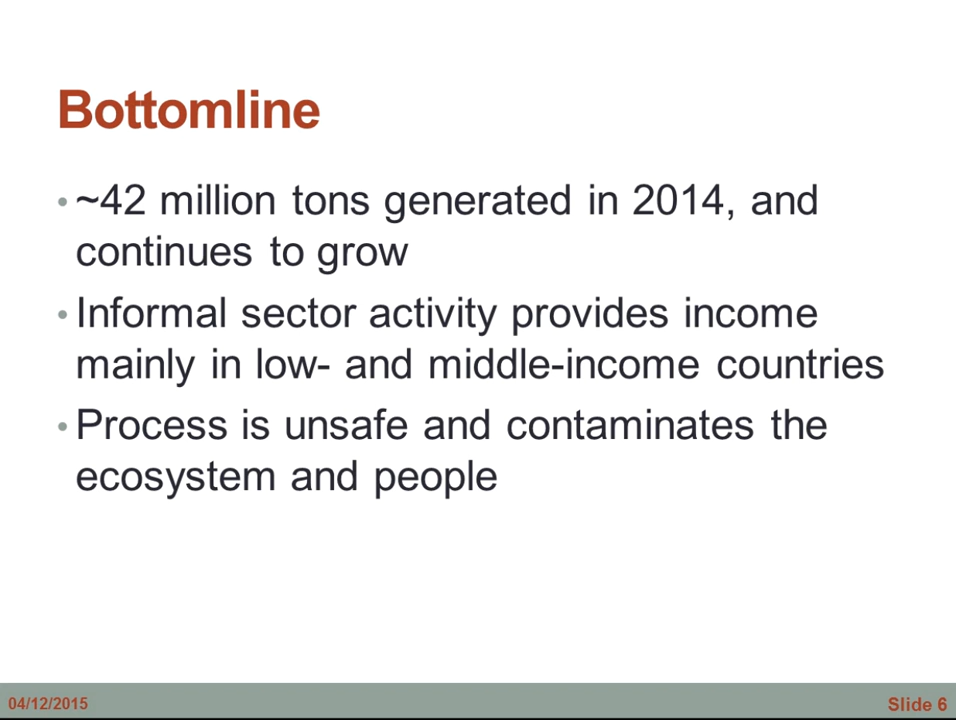 Bottomline
• ~42 million tons generated in 2014, and
continues to grow
• Informal sector activity provides income
mainly in low- and middle-income countries
• Process is unsafe and contaminates the
ecosystem and people
04/12/2015
Slide 6